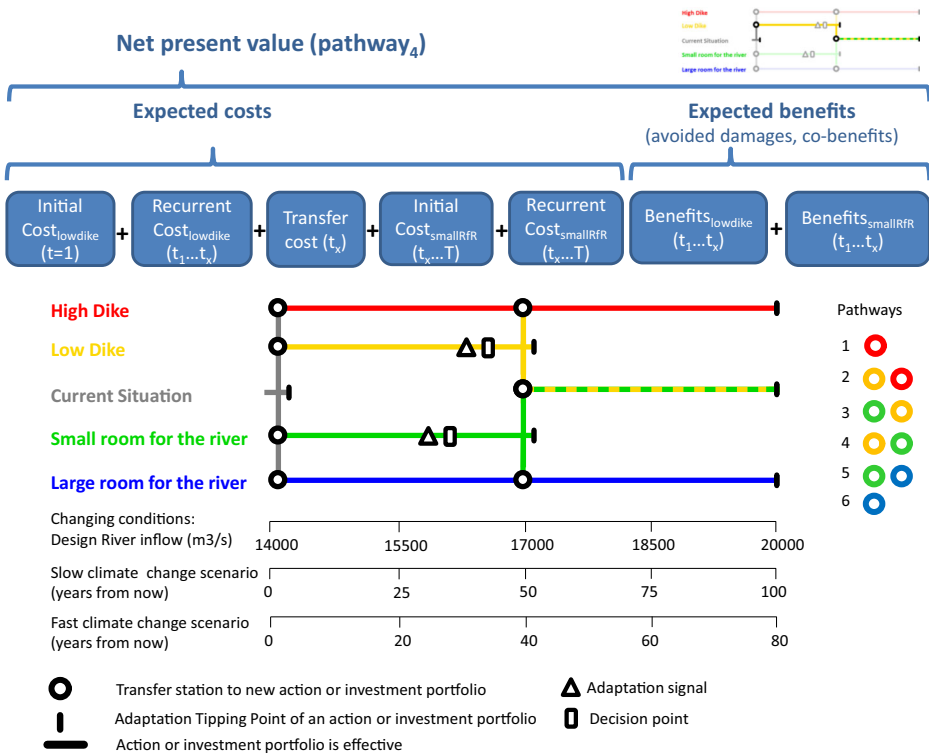 High Dike
Low Dike
Current Situation
Small room for the river
Large room for the river
Net present value (pathway4)
Expected costs
Expected benefits
(avoided damages, co-benefits)
Initial
Costlowdike
(t=1)
+
Recurrent
Costlowdike
(t1...tx)
+
Transfer
cost (tx)
+
Initial
CostsmallRfR
(tx...T)
+
Recurrent
CostsmallRfR
(tx...T)
Benefitslowdike
(t1...tx)
+
BenefitssmallRfR
(t1...tx)
High Dike
Low Dike
Current Situation
Small room for the river
Large room for the river
Pathways
1
2
3
4
5
6
Changing conditions:
Design River inflow (m3/s)
14000 15500 17000 18500 20000
Slow climate change scenario
(years from now)
0 25 50 75 100
Fast climate change scenario
(years from now)
0 20 40 60 80
Transfer station to new action or investment portfolio
Adaptation signal
Adaptation Tipping Point of an action or investment portfolio
Decision point
Action or investment portfolio is effective